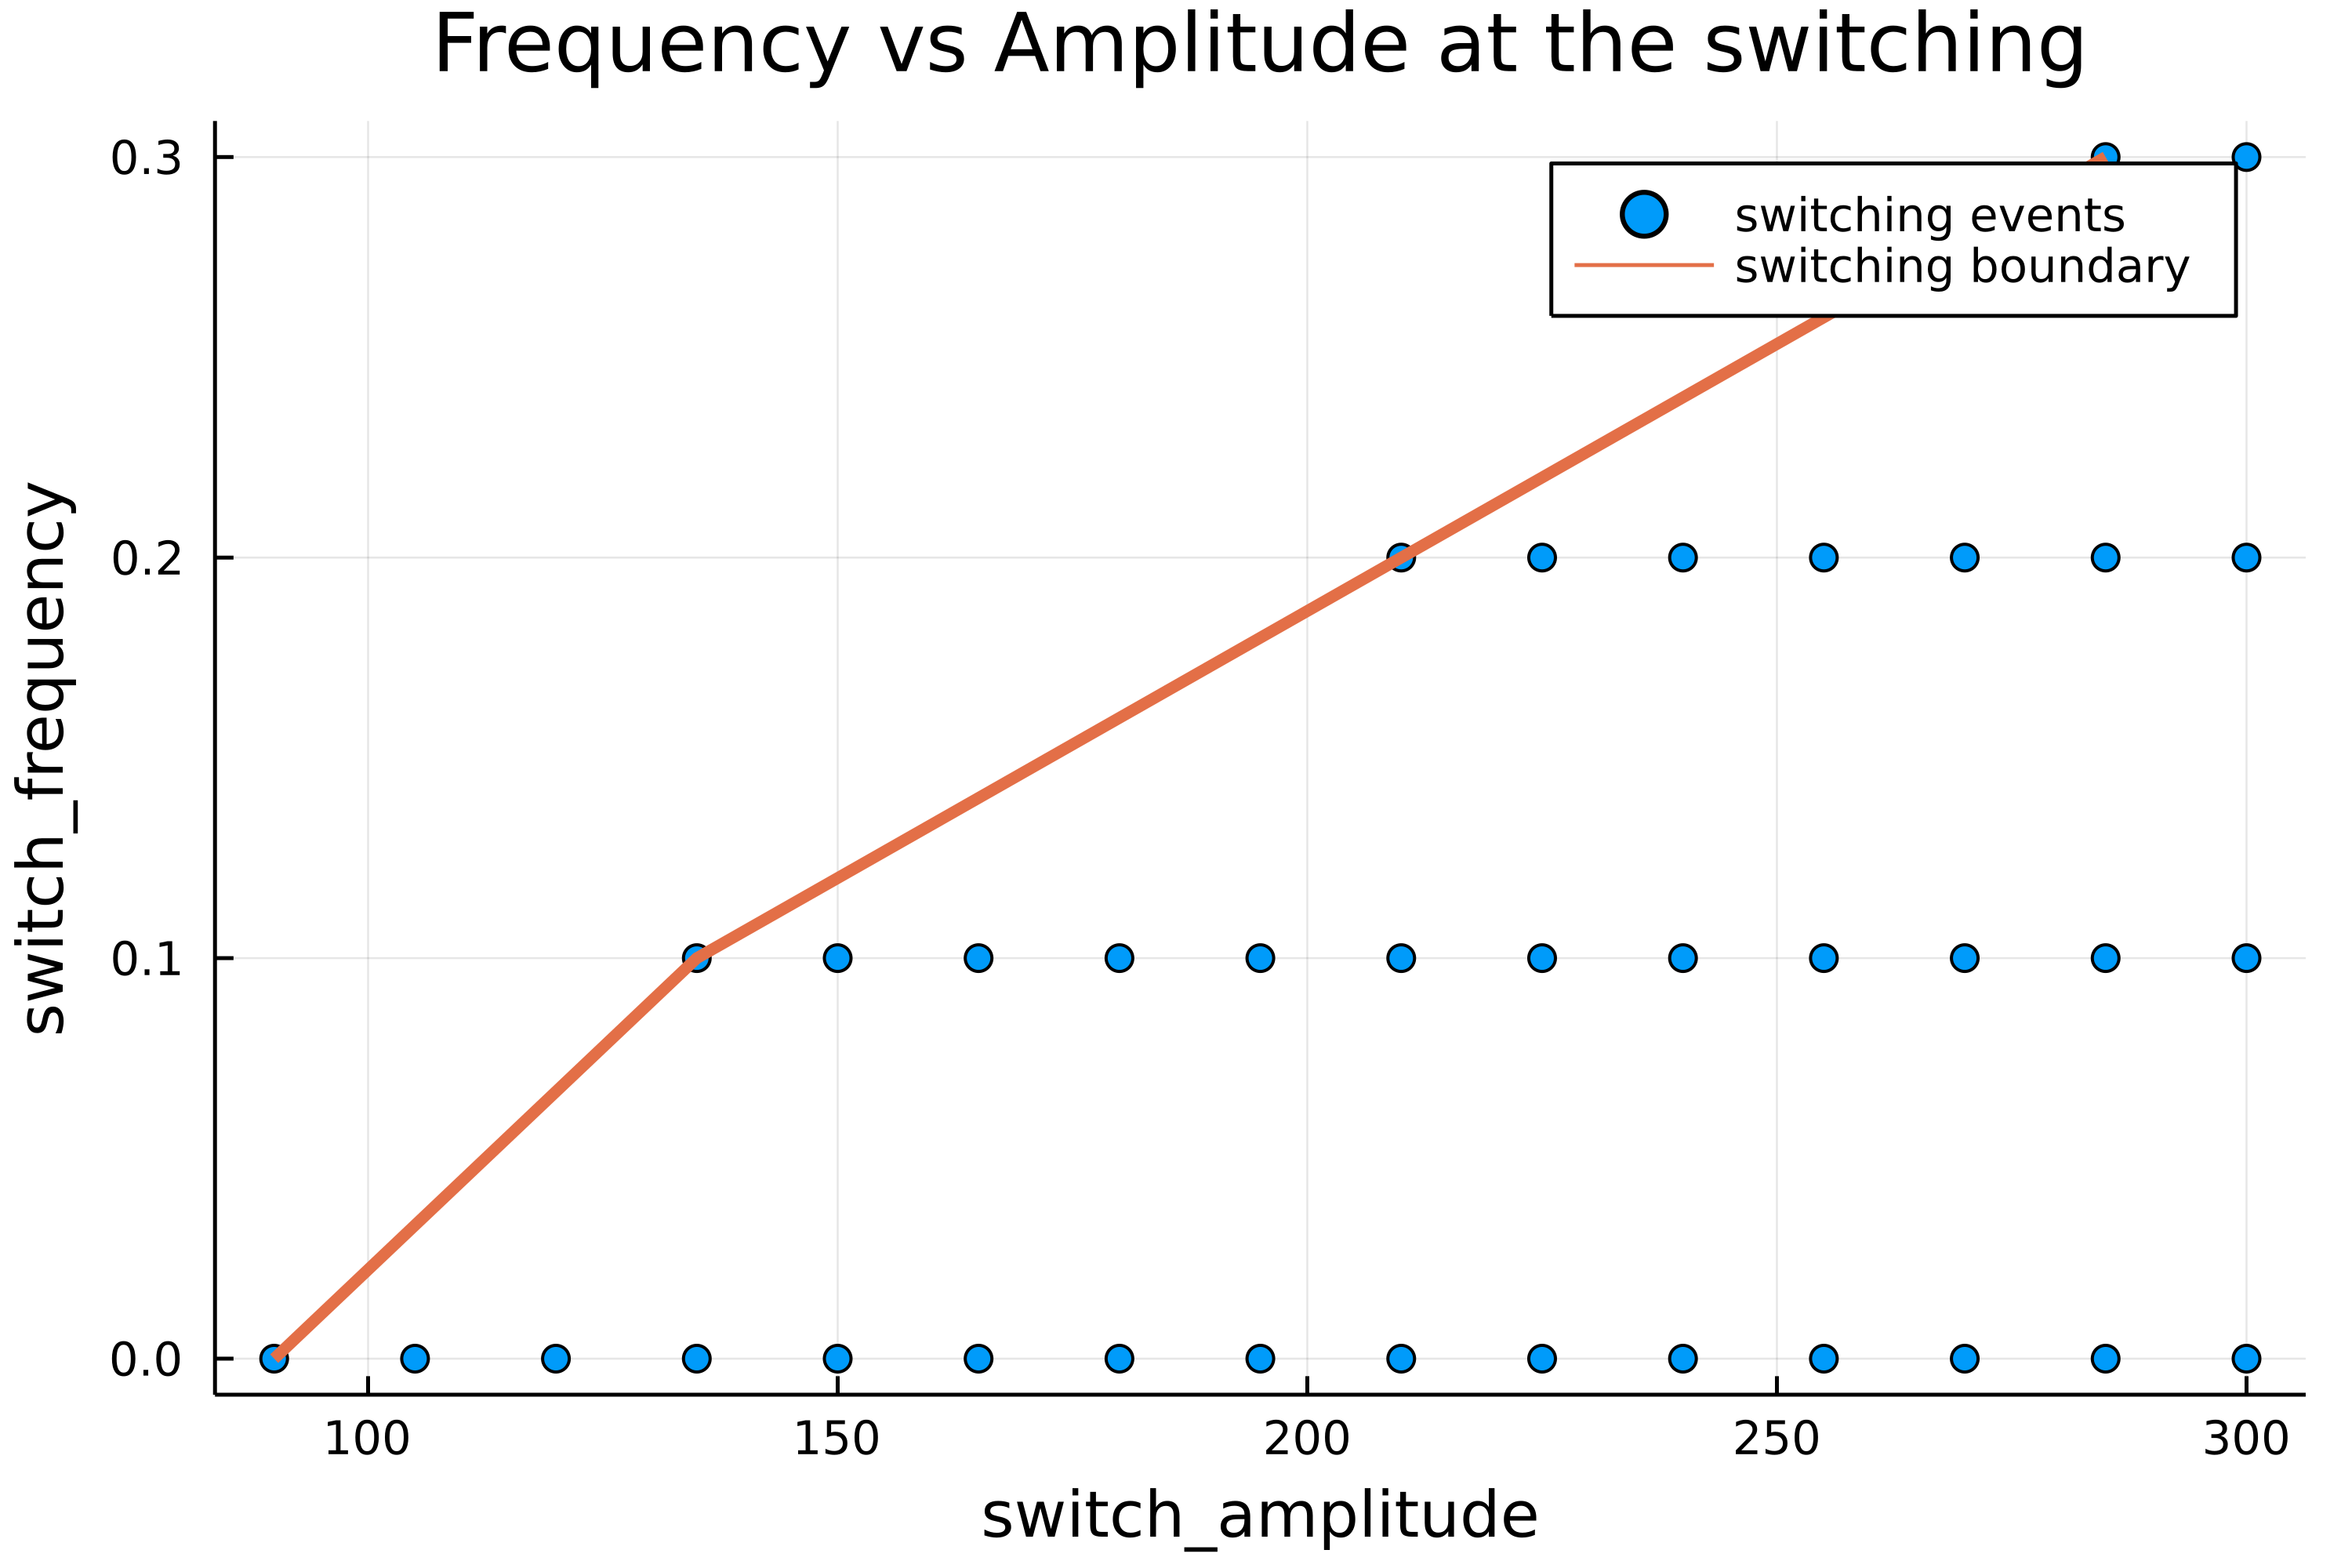 Frequency vs Amplitude at the switching
switching events
switching boundary
switch_frequency
0.3
0.2
0.1
0.0
100 150 200 250 300
switch_amplitude